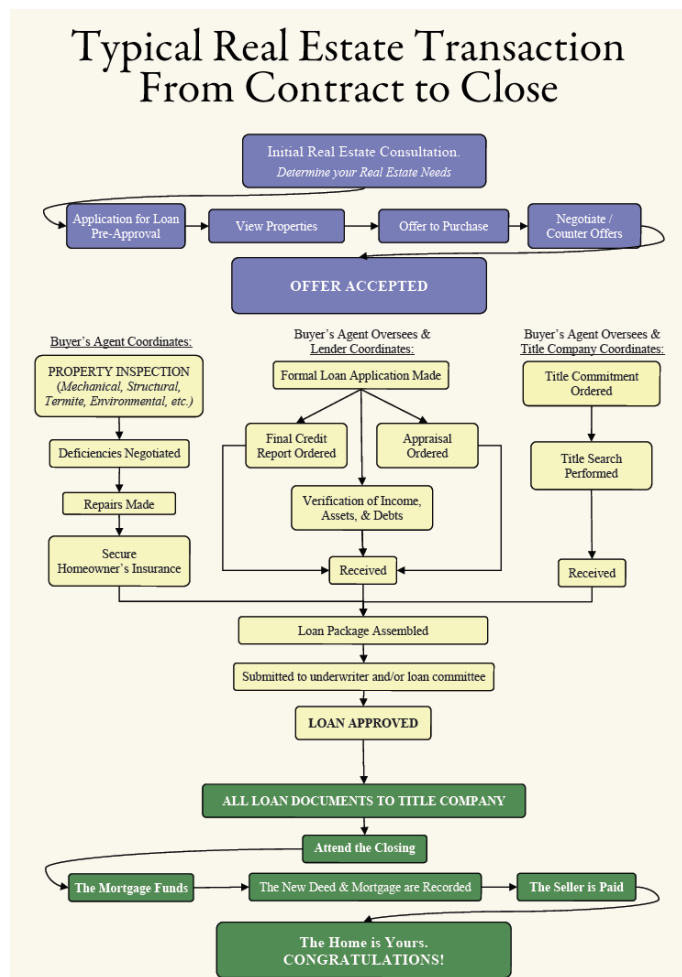 Typical Real Estate Transaction
From Contract to Close
Initial Real Estate Consultation.
Determine your Real Estate Needs
Application for Loan
Pre-Approval
View Properties
Offer to Purchase
Negotiate /
Counter Offers
OFFER ACCEPTED
Buyer's Agent Coordinates:
PROPERTY INSPECTION
(Mechanical, Structural,
Termite, Environmental, etc.)
Deficiencies Negotiated
Repairs Made
Secure
Homeowner's Insurance
Buyer's Agent Oversees &
Lender Coordinates:
Formal Loan Application Made
Final Credit
Report Ordered
Appraisal
Ordered
Verification of Income,
Assets, & Debts
Received
Buyer's Agent Oversees &
Title Company Coordinates:
Title Commitment
Ordered
Title Search
Performed
Received
Loan Package Assembled
Submitted to underwriter and/or loan committee
LOAN APPROVED
ALL LOAN DOCUMENTS TO TITLE COMPANY
Attend the Closing
The Mortgage Funds
The New Deed & Mortgage are Recorded
The Seller is Paid
The Home is Yours.
CONGRATULATIONS!